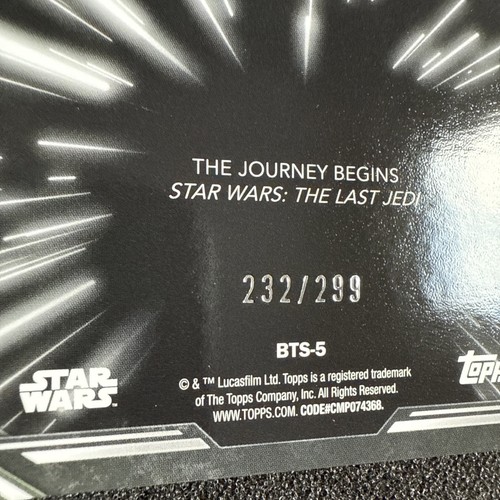 THE JOURNEY BEGINS
STAR WARS: THE LAST JEDI
232/299
BTS-5
STAR
WARS
© & ™ Lucasfilm Ltd. Topps is a registered trademark
of The Topps Company, Inc. All Rights Reserved.
WWW.TOPPS.COM. CODE#CMP074368.
topps